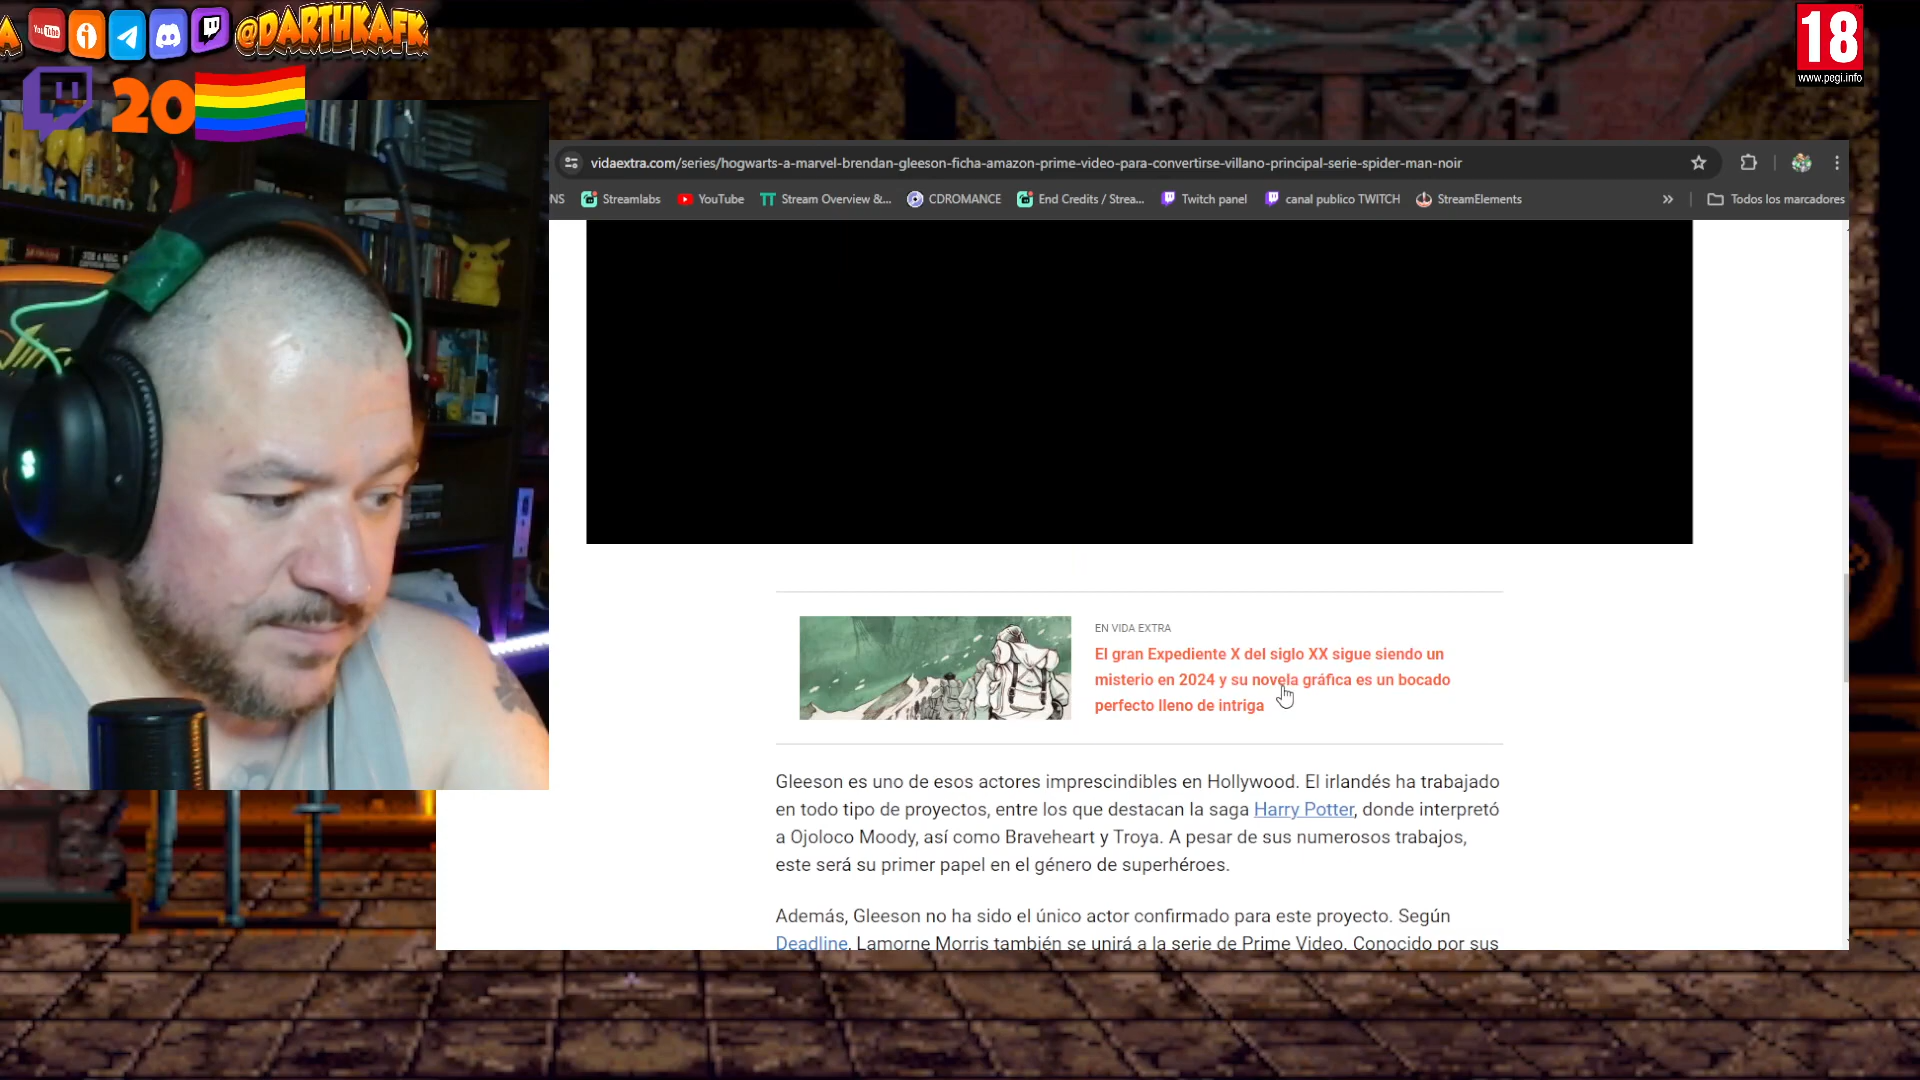 A
You Tube
@DARTHKAFK
18
www.pegi.info
20
vidaextra.com/series/hogwarts-a-marvel-brendan-gleeson-ficha-amazon-prime-video-para-convertirse-villano-principal-serie-spider-man-noir
NS Streamlabs YouTube Stream Overview &... CDROMANCE End Credits / Strea... Twitch panel canal publico TWITCH StreamElements » Todos los marcadores
EN VIDA EXTRA
El gran Expediente X del siglo XX sigue siendo un
misterio en 2024 y su novela gráfica es un bocado
perfecto lleno de intriga
Gleeson es uno de esos actores imprescindibles en Hollywood. El irlandés ha trabajado
en todo tipo de proyectos, entre los que destacan la saga Harry Potter, donde interpretó
a Ojoloco Moody, así como Braveheart y Troya. A pesar de sus numerosos trabajos,
este será su primer papel en el género de superhéroes.
Además, Gleeson no ha sido el único actor confirmado para este proyecto. Según
Deadline, Lamorne Morris también se unirá a la serie de Prime Video. Conocido por sus